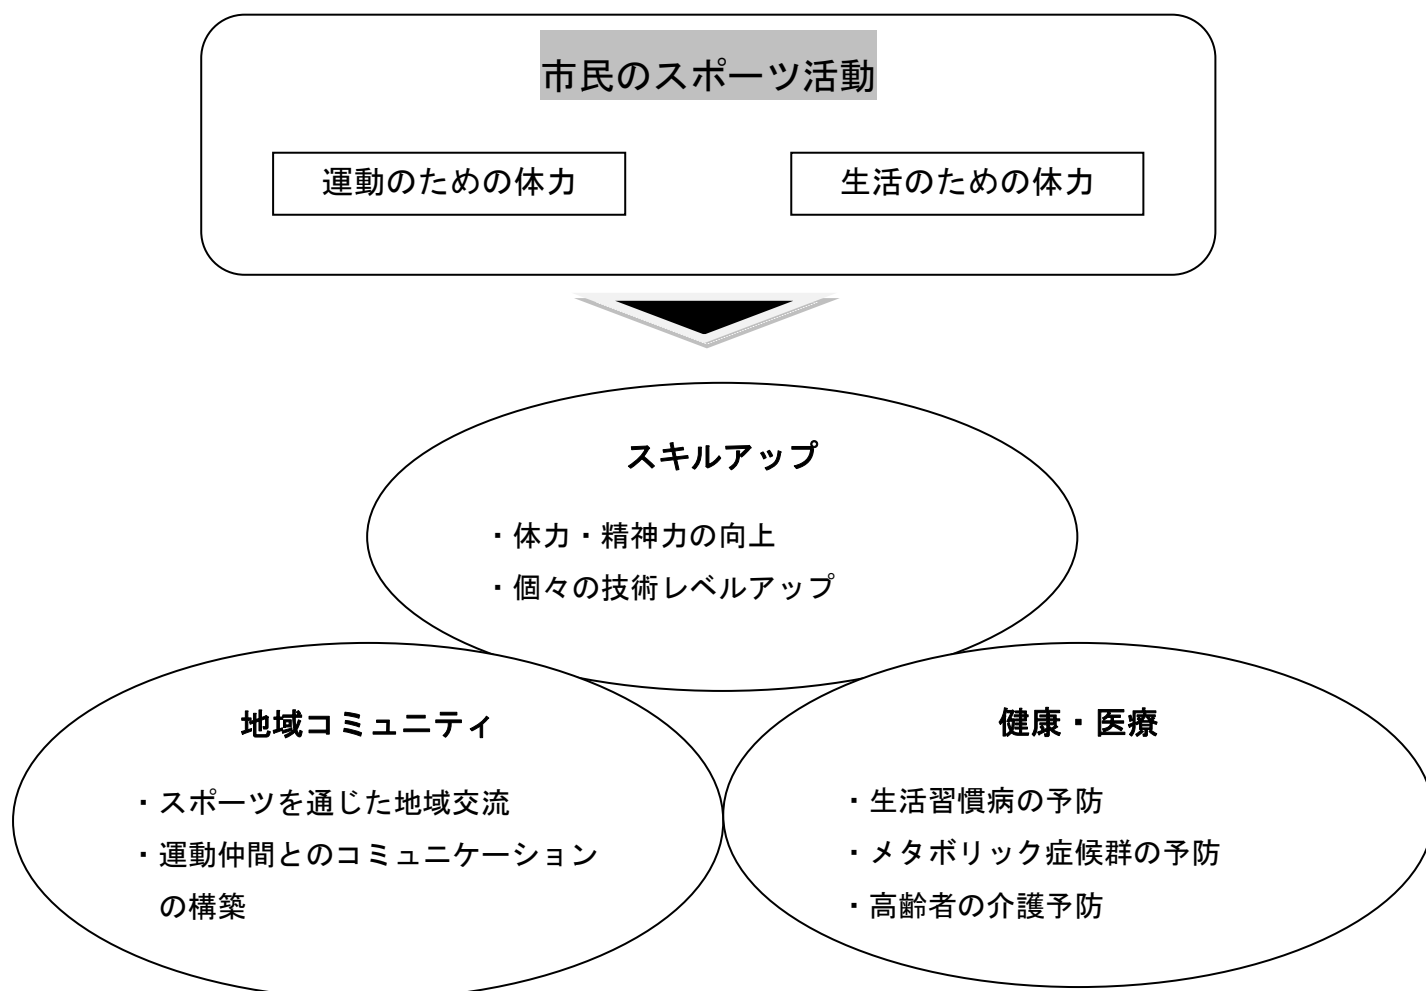 市民のスポーツ活動
運動のための体力
生活のための体力
スキルアップ
・体力・精神力の向上
・個々の技術レベルアップ
地域コミュニティ
・スポーツを通じた地域交流
・運動仲間とのコミュニケーション
の構築
健康・医療
・生活習慣病の予防
・メタボリック症候群の予防
・高齢者の介護予防